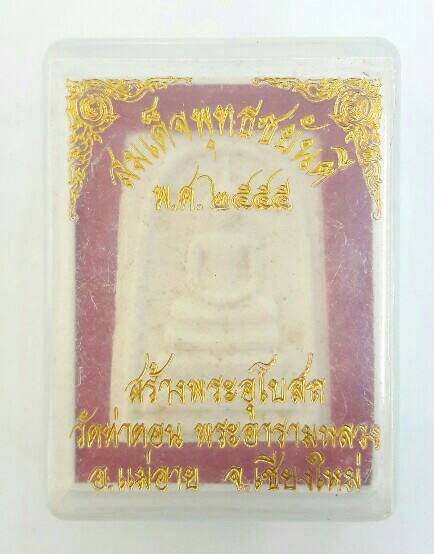 สมเด็จพุทธชยันตี
พ.ศ. ๒๕๕๕
สร้างพระอุโบสถ
วัดท่าตอน พระอารามหลวง
อ.แม่อาย จ.เชียงใหม่